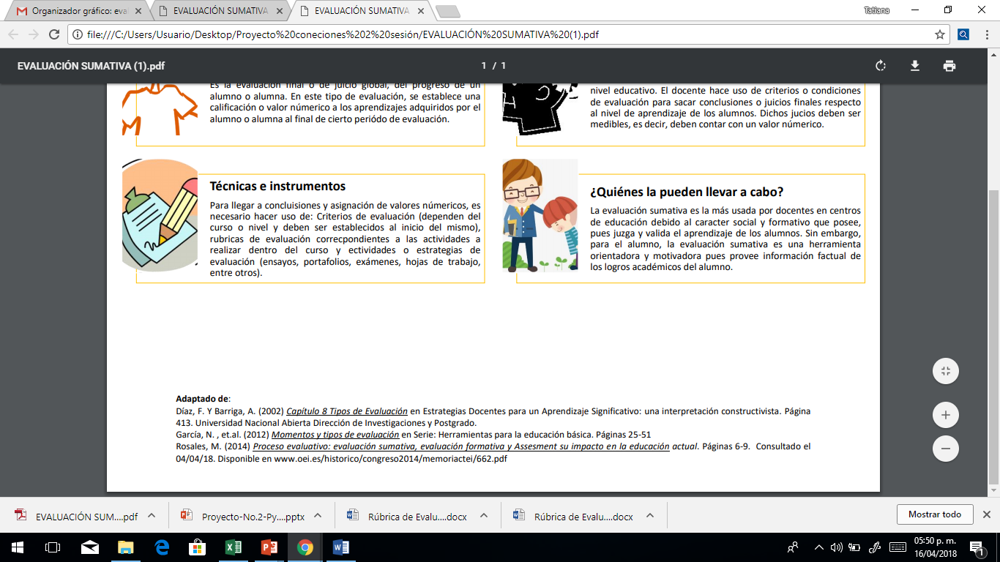 Organizador gráfico: eva
EVALUACIÓN SUMATIVA
EVALUACIÓN SUMATIVA
Tatiana
file:///C:/Users/Usuario/Desktop/Proyecto%20coneciones%202%20sesión/EVALUACIÓN%20SUMATIVA%20(1).pdf
EVALUACIÓN SUMATIVA (1).pdf
1 / 1
Es la evaluación final o de juicio global, del progreso de un
alumno o alumna. En este tipo de evaluación, se establece una
calificación o valor númerico a los aprendizajes adquiridos por el
alumno o alumna al final de cierto periódo de evaluación.
nivel educativo. El docente hace uso de criterios o condiciones
de evaluación para sacar conclusiones o juicios finales respecto
al nivel de aprendizaje de los alumnos. Dichos jucios deben ser
medibles, es decir, deben contar con un valor númerico.
Técnicas e instrumentos
Para llegar a concluisiones y asignación de valores númericos, es
necesario hacer uso de: Criterios de evaluación (dependen del
curso o nivel y deben ser establecidos al inicio del mismo),
rubricas de evaluación correcpondientes a las actividades a
realizar dentro del curso y ectividades o estrategias de
evaluación (ensayos, portafolios, exámenes, hojas de trabajo,
entre otros).
¿Quiénes la pueden llevar a cabo?
La evaluación sumativa es la más usada por docentes en centros
de educación debido al caracter social y formativo que posee,
pues juzga y valida el aprendizaje de los alumnos. Sin embargo,
para el alumno, la evaluación sumativa es una herramienta
orientadora y motivadora pues provee información factual de
los logros académicos del alumno.
Adaptado de:
Díaz, F. Y Barriga, A. (2002) Capítulo 8 Tipos de Evaluación en Estrategias Docentes para un Aprendizaje Significativo: una interpretación constructivista. Página
413. Universidad Nacional Abierta Dirección de Investigaciones y Postgrado.
García, N. , et.al. (2012) Momentos y tipos de evaluación en Serie: Herramientas para la educación básica. Páginas 25-51
Rosales, M. (2014) Proceso evaluativo: evaluación sumativa, evaluación formativa y Assesment su impacto en la educación actual. Páginas 6-9. Consultado el
04/04/18. Disponible en www.oei.es/historico/congreso2014/memoriactei/662.pdf
EVALUACIÓN SUM....pdf
Proyecto-No.2-Py....pptx
Rúbrica de Evalu....docx
Rúbrica de Evalu....docx
Mostrar todo
05:50 p. m.
16/04/2018
1